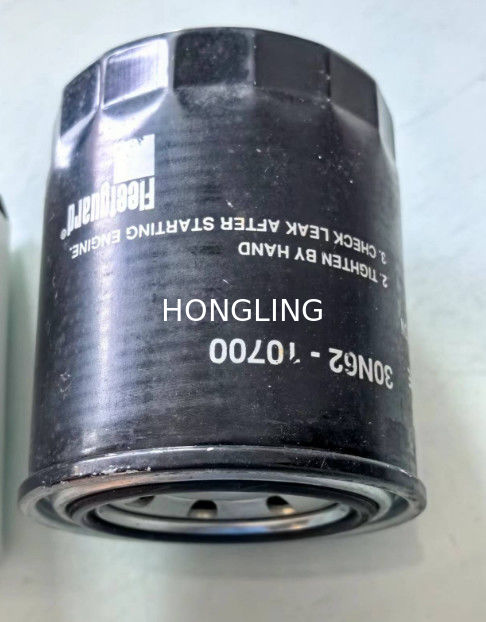 30N62 - 10700
HONGLING
2. TIGHTEN BY HAND
3. CHECK LEAK AFTER STARTING ENGINE.
Fleetguard®